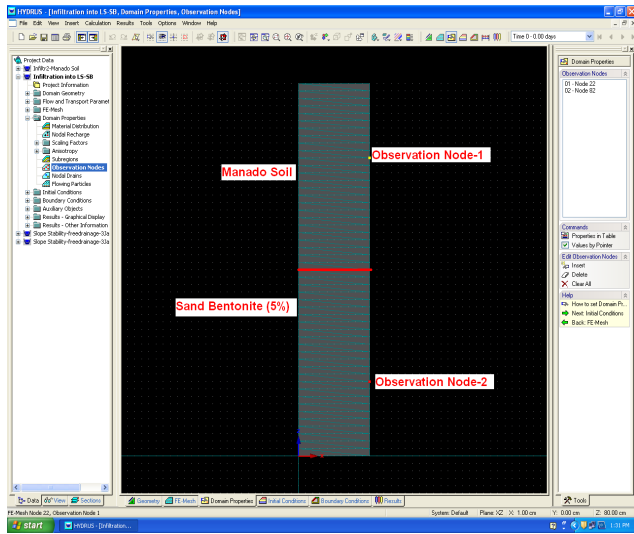 HYDRUS - [Infiltration into LS-SB, Domain Properties, Observation Nodes]
File Edit View Insert Calculation Results Tools Options Window Help
Time 0 - 0.00 days
Project Data
Infiltr2-Manado Soil
Infiltration into LS-SB
Project Information
Domain Geometry
Flow and Transport Paramet
FE-Mesh
Domain Properties
Material Distribution
Nodal Recharge
Scaling Factors
Anisotropy
Subregions
Observation Nodes
Nodal Drains
Flowing Particles
Initial Conditions
Boundary Conditions
Auxiliary Objects
Results - Graphical Display
Results - Other Information
Slope Stability-freedrainage-33a
Slope Stability-freedrainage-33a
Data
View
Sections
Manado Soil
Observation Node-1
Sand Bentonite (5%)
Observation Node-2
Geometry
FE-Mesh
Domain Properties
Initial Conditions
Boundary Conditions
Results
Domain Properties
Observation Nodes
01 - Node 22
02 - Node 82
Commands
Properties in Table
Values by Pointer
Edit Observation Nodes
Insert
Delete
Clear All
Help
How to set Domain Pr...
Next: Initial Conditions
Back: FE-Mesh
Tools
FE-Mesh Node 22, Observation Node 1
System: Default Plane: XZ X: 1.00 cm Y: 0.00 cm Z: 80.00 cm
start
HYDRUS - [Infiltration...
1:31 PM